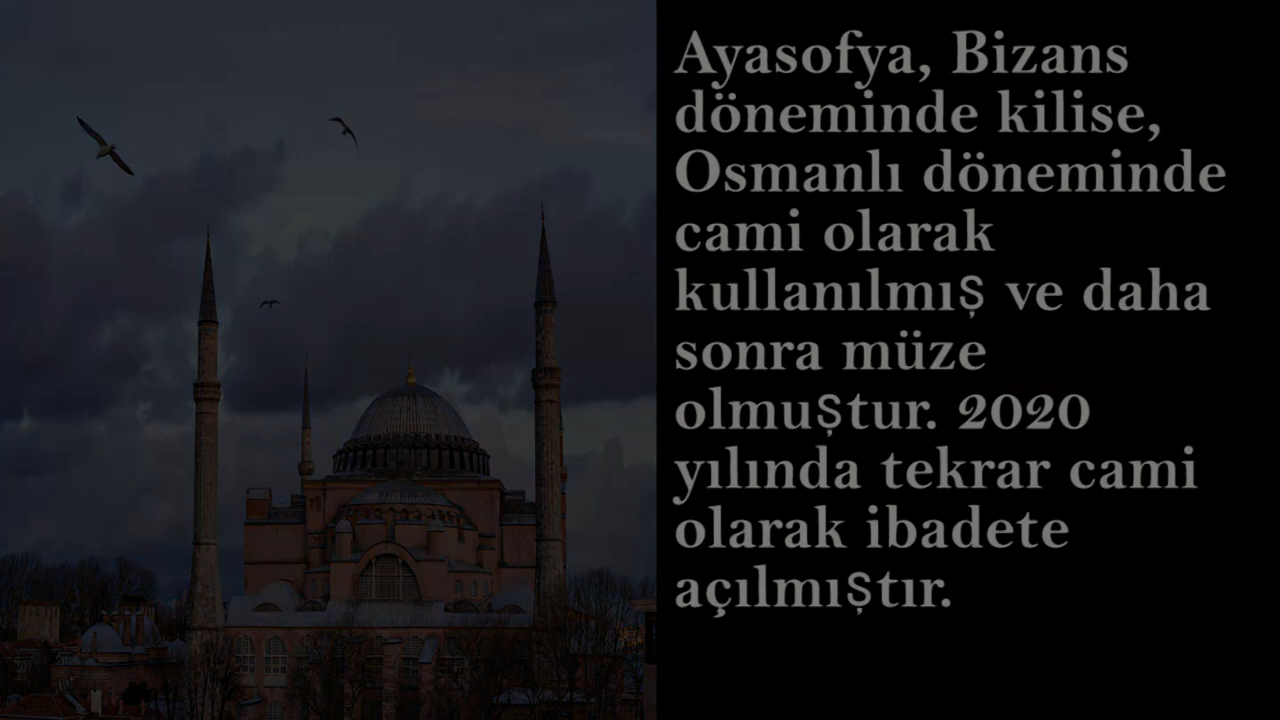 Ayasofya, Bizans
döneminde kilise,
Osmanlı döneminde
cami olarak
kullanılmış ve daha
sonra müze
olmuştur. 2020
yılında tekrar cami
olarak ibadete
açılmıştır.